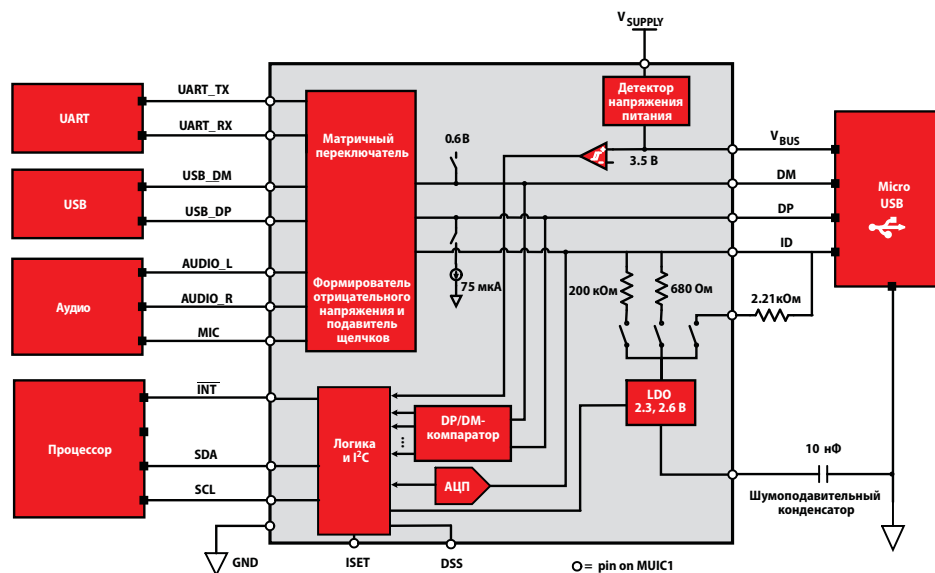 V SUPPLY
UART
UART_TX
UART_RX
USB
USB_DM
USB_DP
Аудио
AUDIO_L
AUDIO_R
MIC
Процессор
INT
SDA
SCL
GND
Матричный
переключатель
Формирователь
отрицательного
напряжения и
подавитель
щелчков
Детектор
напряжения
питания
0.6 В
3.5 В
75 мкА
200 кОм
680 Ом
2.21кОм
LDO
2.3, 2.6 В
Логика
и I²C
DP/DM-
компаратор
АЦП
V BUS
DM
DP
ID
Micro
USB
10 нФ
Шумоподавительный
конденсатор
ISET
DSS
= pin on MUIC1